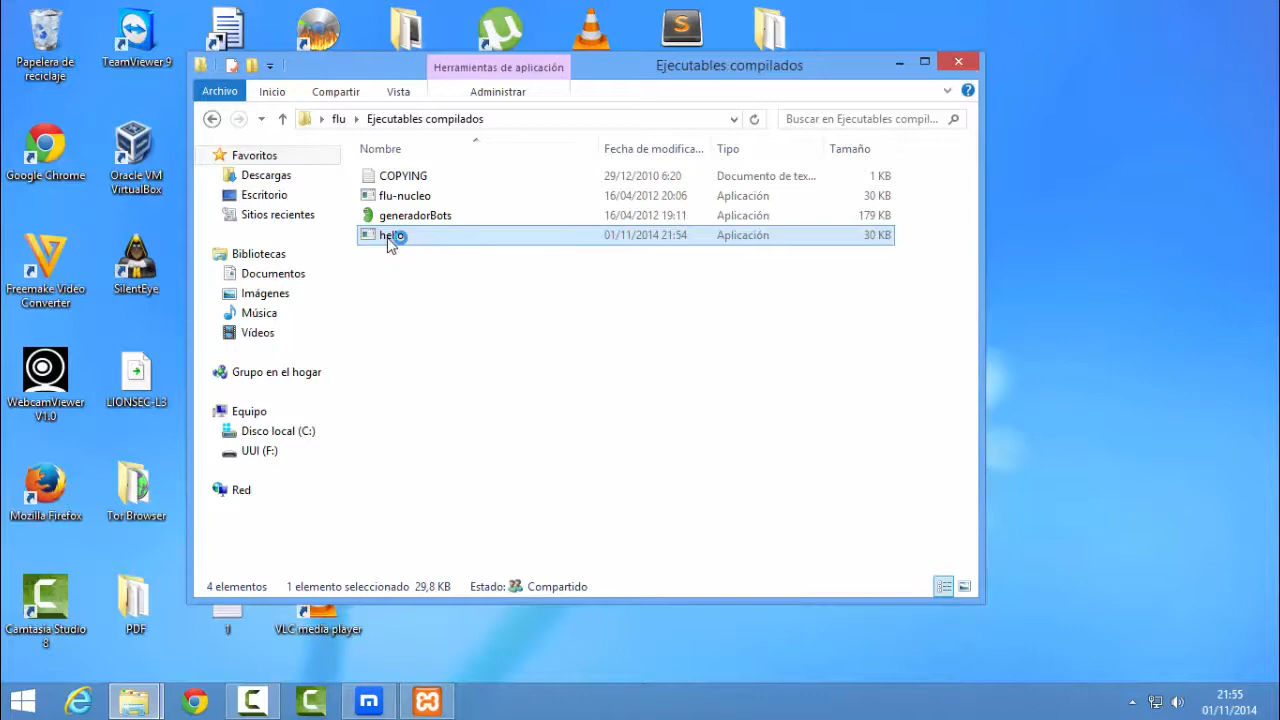 Papelera de
reciclaje
TeamViewer 9
Google Chrome
Oracle VM
VirtualBox
Freemake Video
Converter
SilentEye
WebcamViewer
V1.0
LIONSEC-L3
Mozilla Firefox
Tor Browser
Camtasia Studio
8
PDF
1
VLC media player
Herramientas de aplicación
Ejecutables compilados
Archivo
Inicio
Compartir
Vista
Administrar
flu
Ejecutables compilados
Buscar en Ejecutables compil...
Nombre
Fecha de modifica...
Tipo
Tamaño
COPYING 29/12/2010 6:20 Documento de tex... 1 KB
flu-nucleo 16/04/2012 20:06 Aplicación 30 KB
generadorBots 16/04/2012 19:11 Aplicación 179 KB
01/11/2014 21:54 Aplicación 30 KB
Favoritos
Descargas
Escritorio
Sitios recientes
Bibliotecas
Documentos
Imágenes
Música
Vídeos
Grupo en el hogar
Equipo
Disco local (C:)
UUI (F:)
Red
4 elementos 1 elemento seleccionado 29,8 KB Estado: Compartido
21:55
01/11/2014